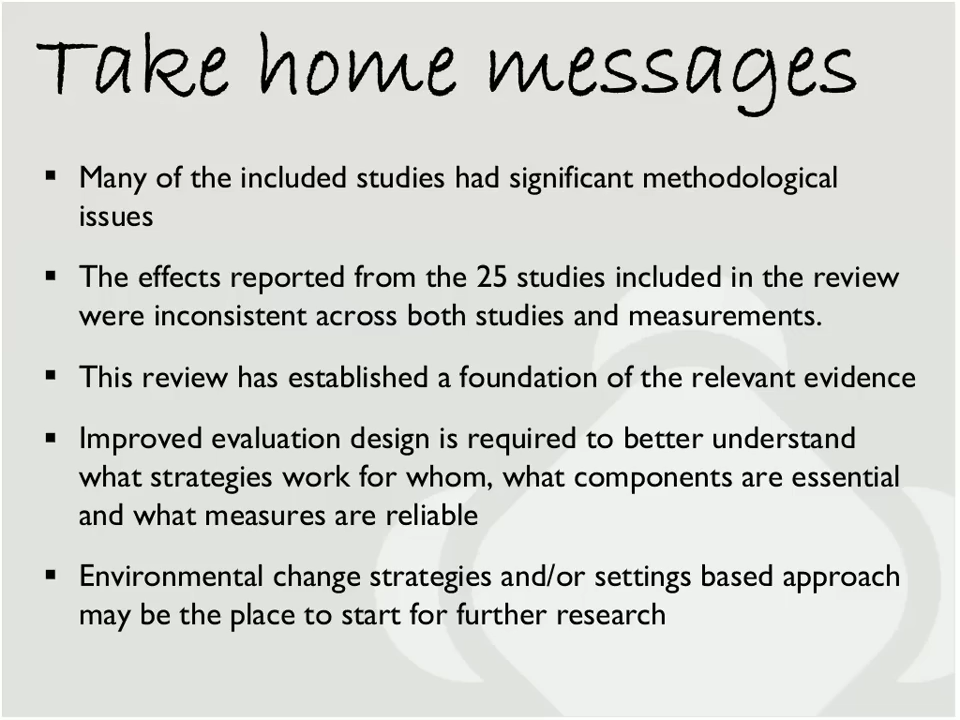 Take home messages
▪ Many of the included studies had significant methodological
issues
▪ The effects reported from the 25 studies included in the review
were inconsistent across both studies and measurements.
▪ This review has established a foundation of the relevant evidence
▪ Improved evaluation design is required to better understand
what strategies work for whom, what components are essential
and what measures are reliable
▪ Environmental change strategies and/or settings based approach
may be the place to start for further research